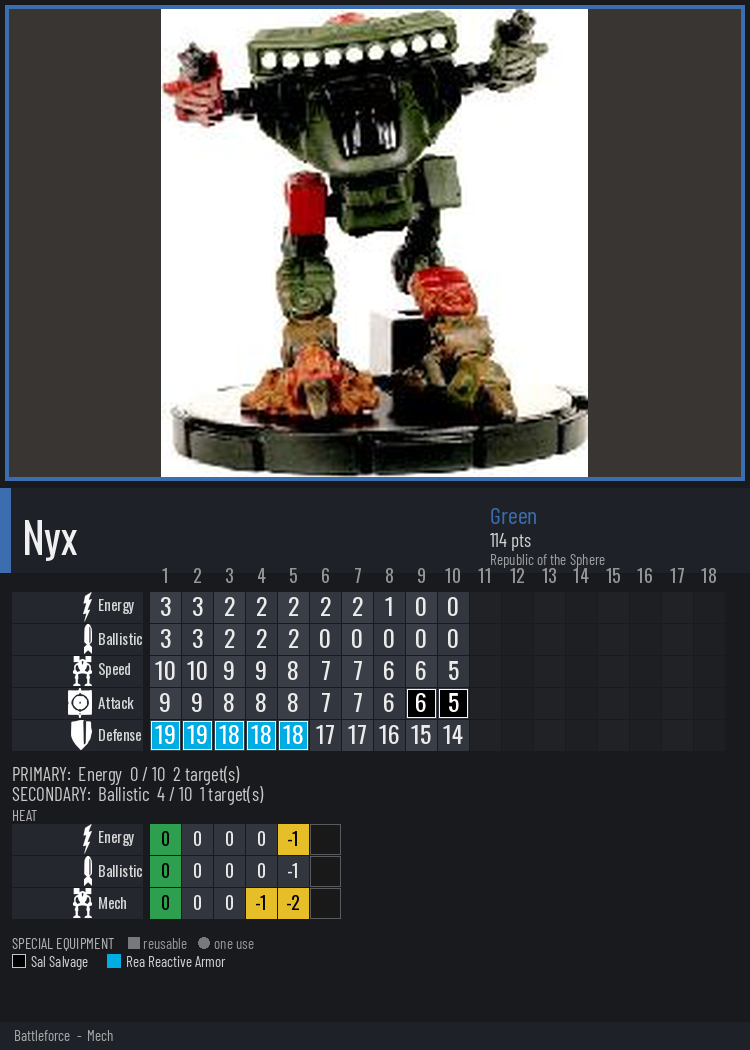 Nyx
Green
114 pts
Republic of the Sphere
1 2 3 4 5 6 7 8 9 10 11 12 13 14 15 16 17 18
Energy 3 3 2 2 2 2 2 1 0 0
Ballistic 3 3 2 2 2 0 0 0 0 0
Speed 10 10 9 9 8 7 7 6 6 5
Attack 9 9 8 8 8 7 7 6 6 5
Defense 19 19 18 18 18 17 17 16 15 14
PRIMARY: Energy 0 / 10 2 target(s)
SECONDARY: Ballistic 4 / 10 1 target(s)
HEAT
Energy 0 0 0 0 -1
Ballistic 0 0 0 0 -1
Mech 0 0 0 -1 -2
SPECIAL EQUIPMENT reusable one use
Sal Salvage Rea Reactive Armor
Battleforce - Mech